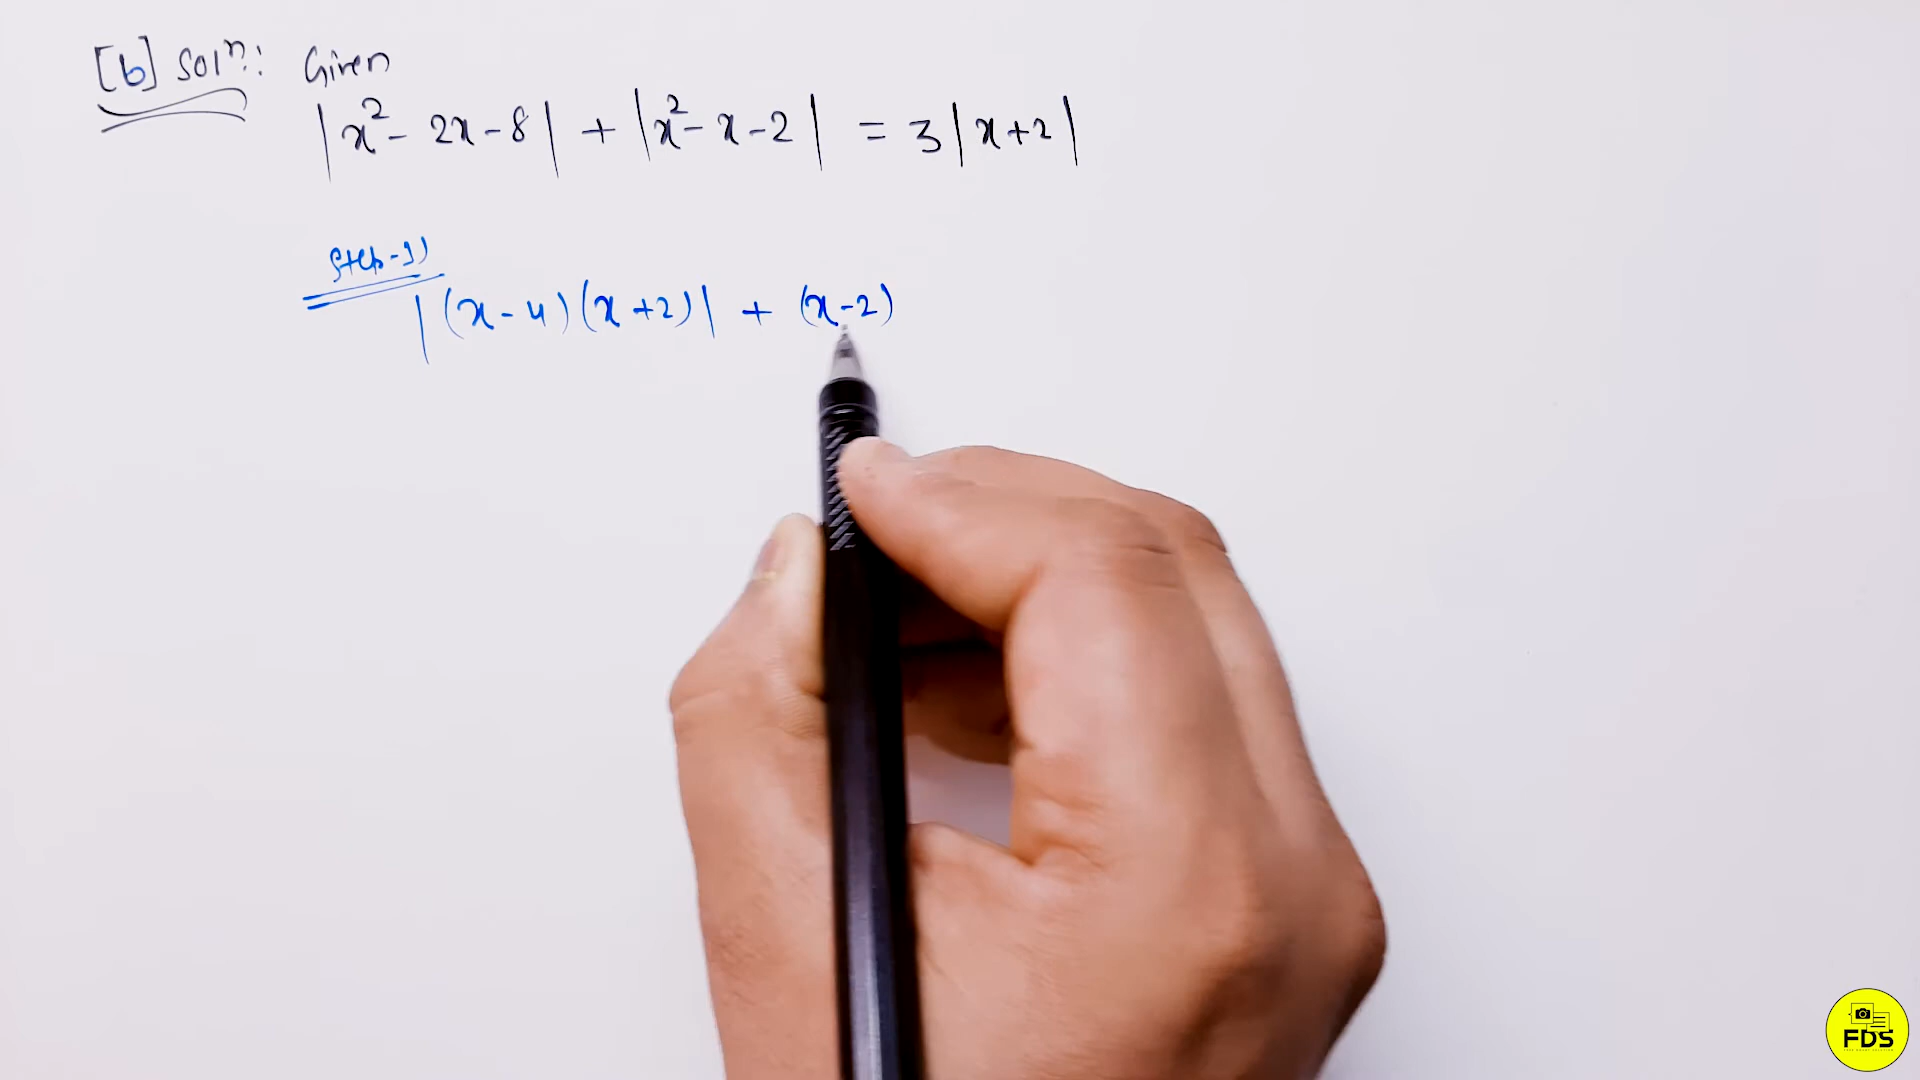 [b] Solⁿ: Given
|x²- 2x-8| + |x²- x-2| = 3|x+2|
Step-1)
|(x-4)(x+2)| + (x-2)
FDS